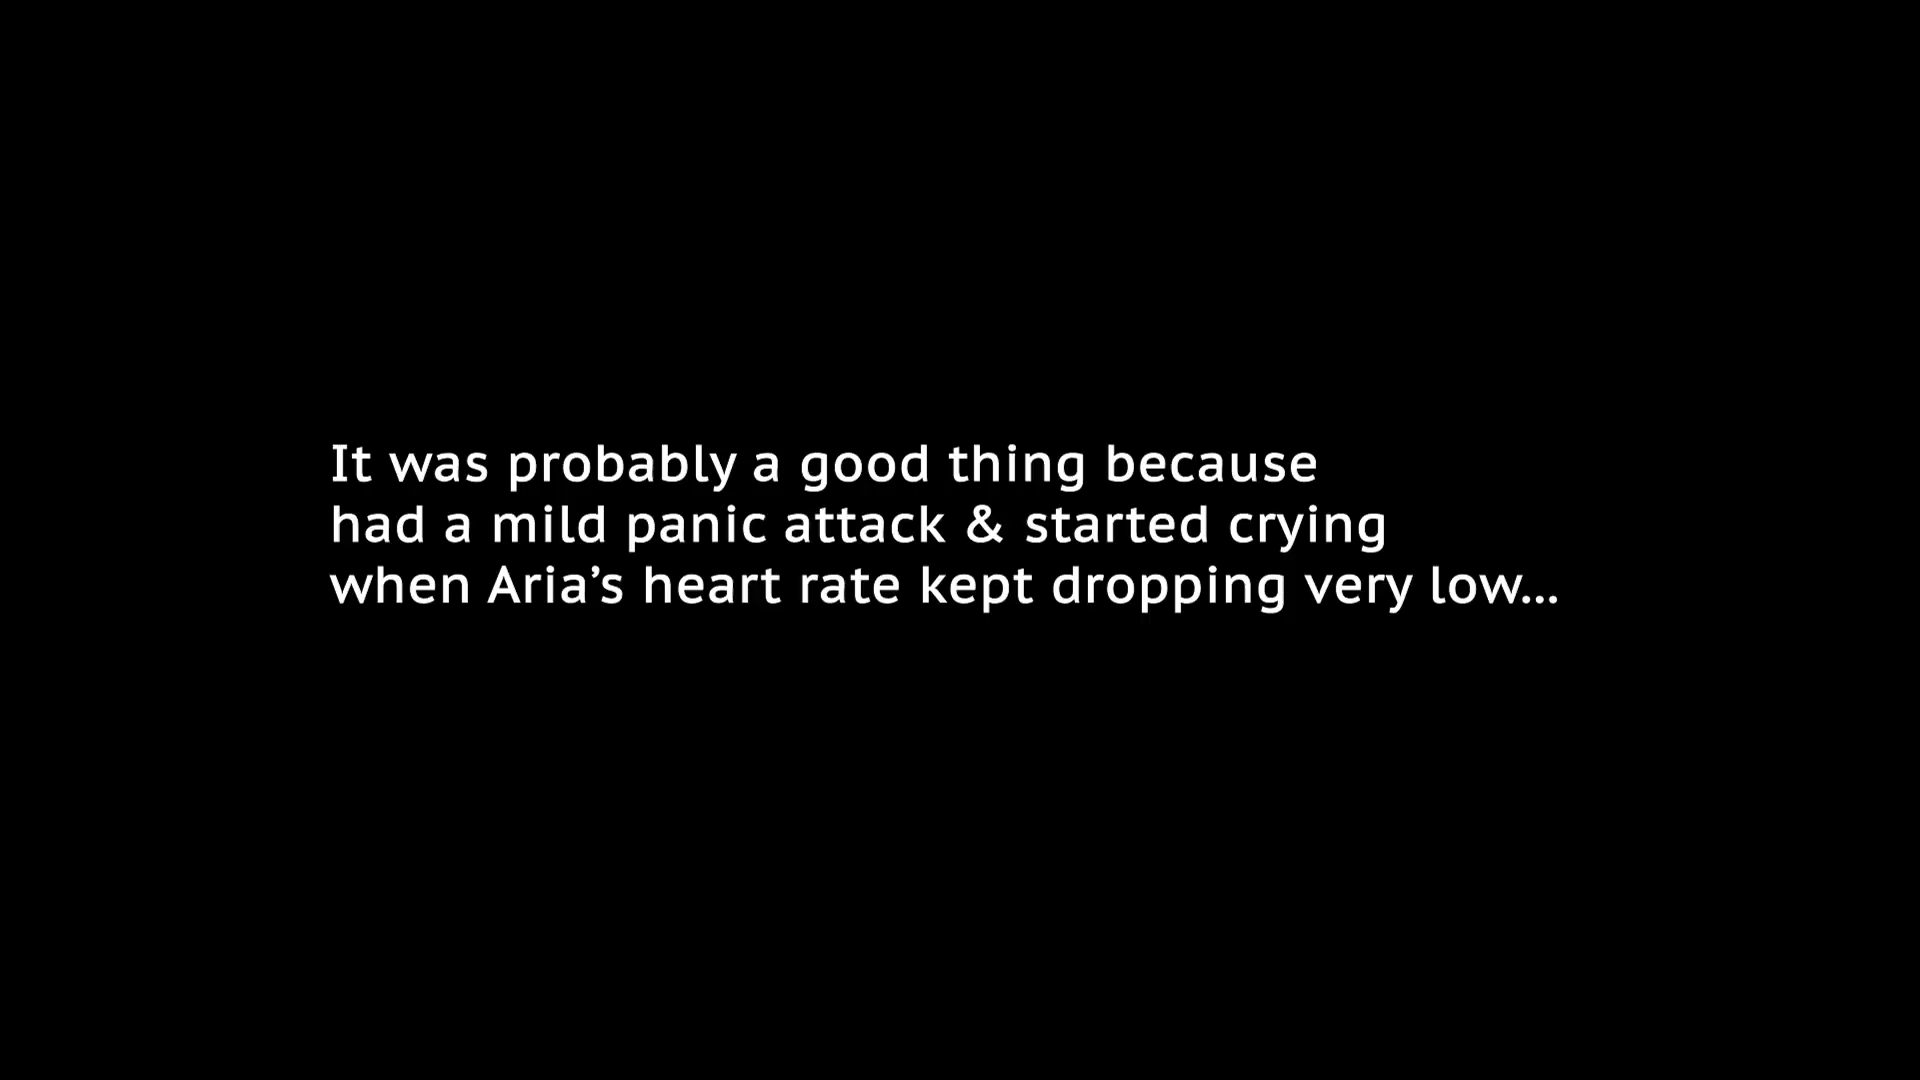 It was probably a good thing because
had a mild panic attack & started crying
when Aria’s heart rate kept dropping very low...